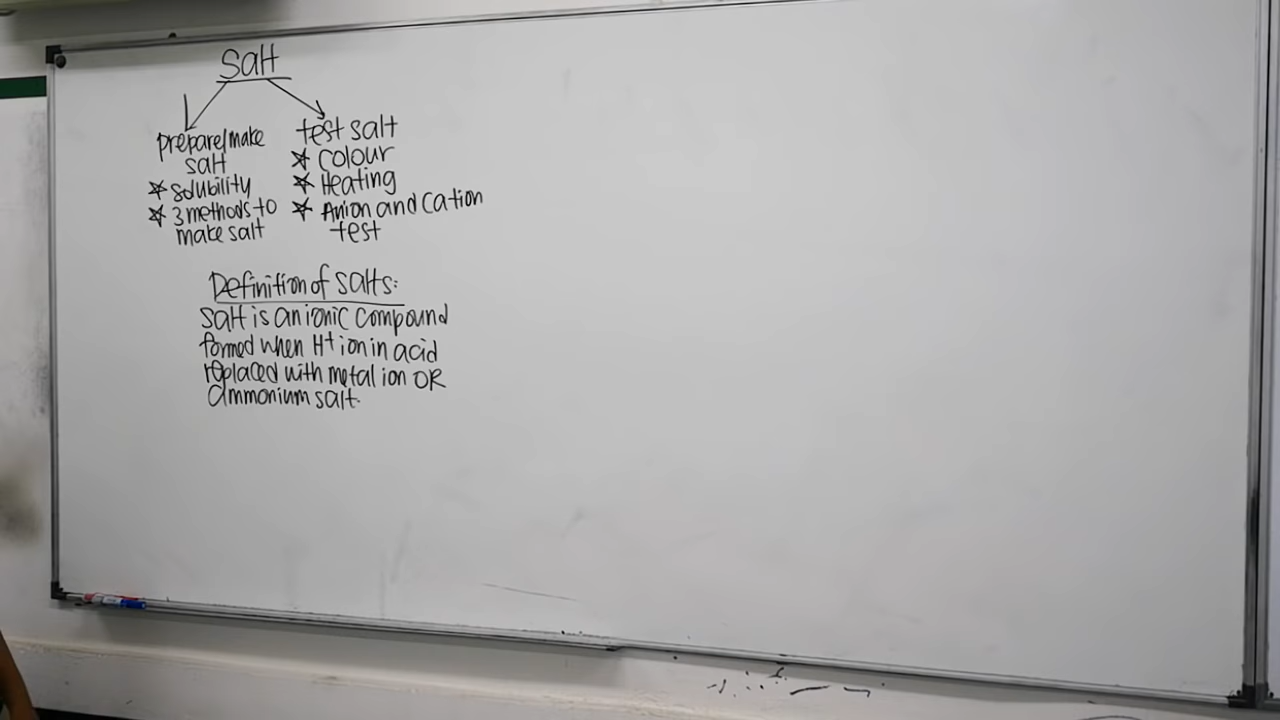 Salt
prepare/make
salt
☆ solubility
☆ 3 methods to
make salt
test salt
☆ colour
☆ Heating
☆ Anion and Cation
test
Definition of salts:
salt is an ionic compound
formed when H+ ion in acid
replaced with metal ion OR
ammonium salt.